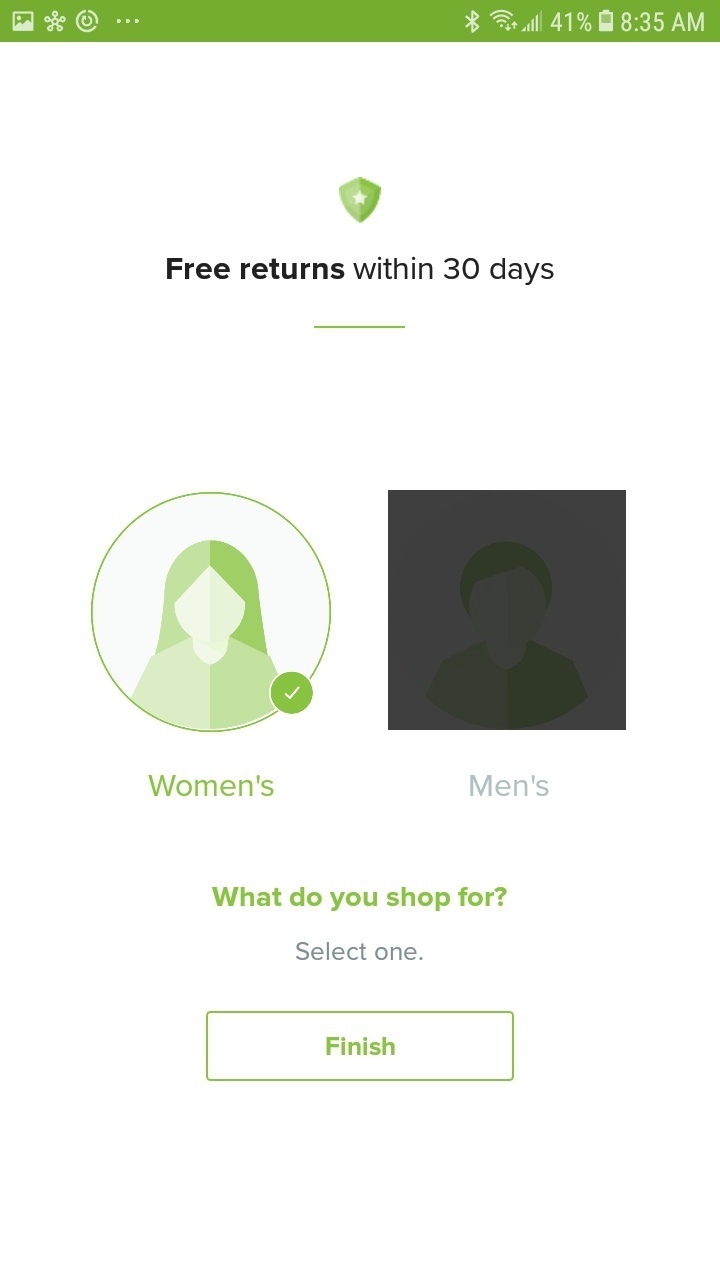 41% 8:35 AM
Free returns within 30 days
Women's
Men's
What do you shop for?
Select one.
Finish